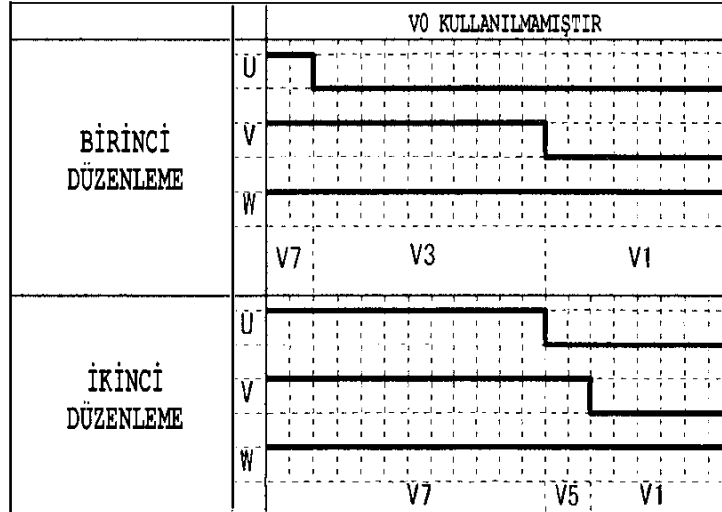 V0 KULLANILMAMIŞTIR
BİRİNCİ
DÜZENLEME
U
V
W
V7 V3 V1
İKİNCİ
DÜZENLEME
U
V
W
V7 V5 V1